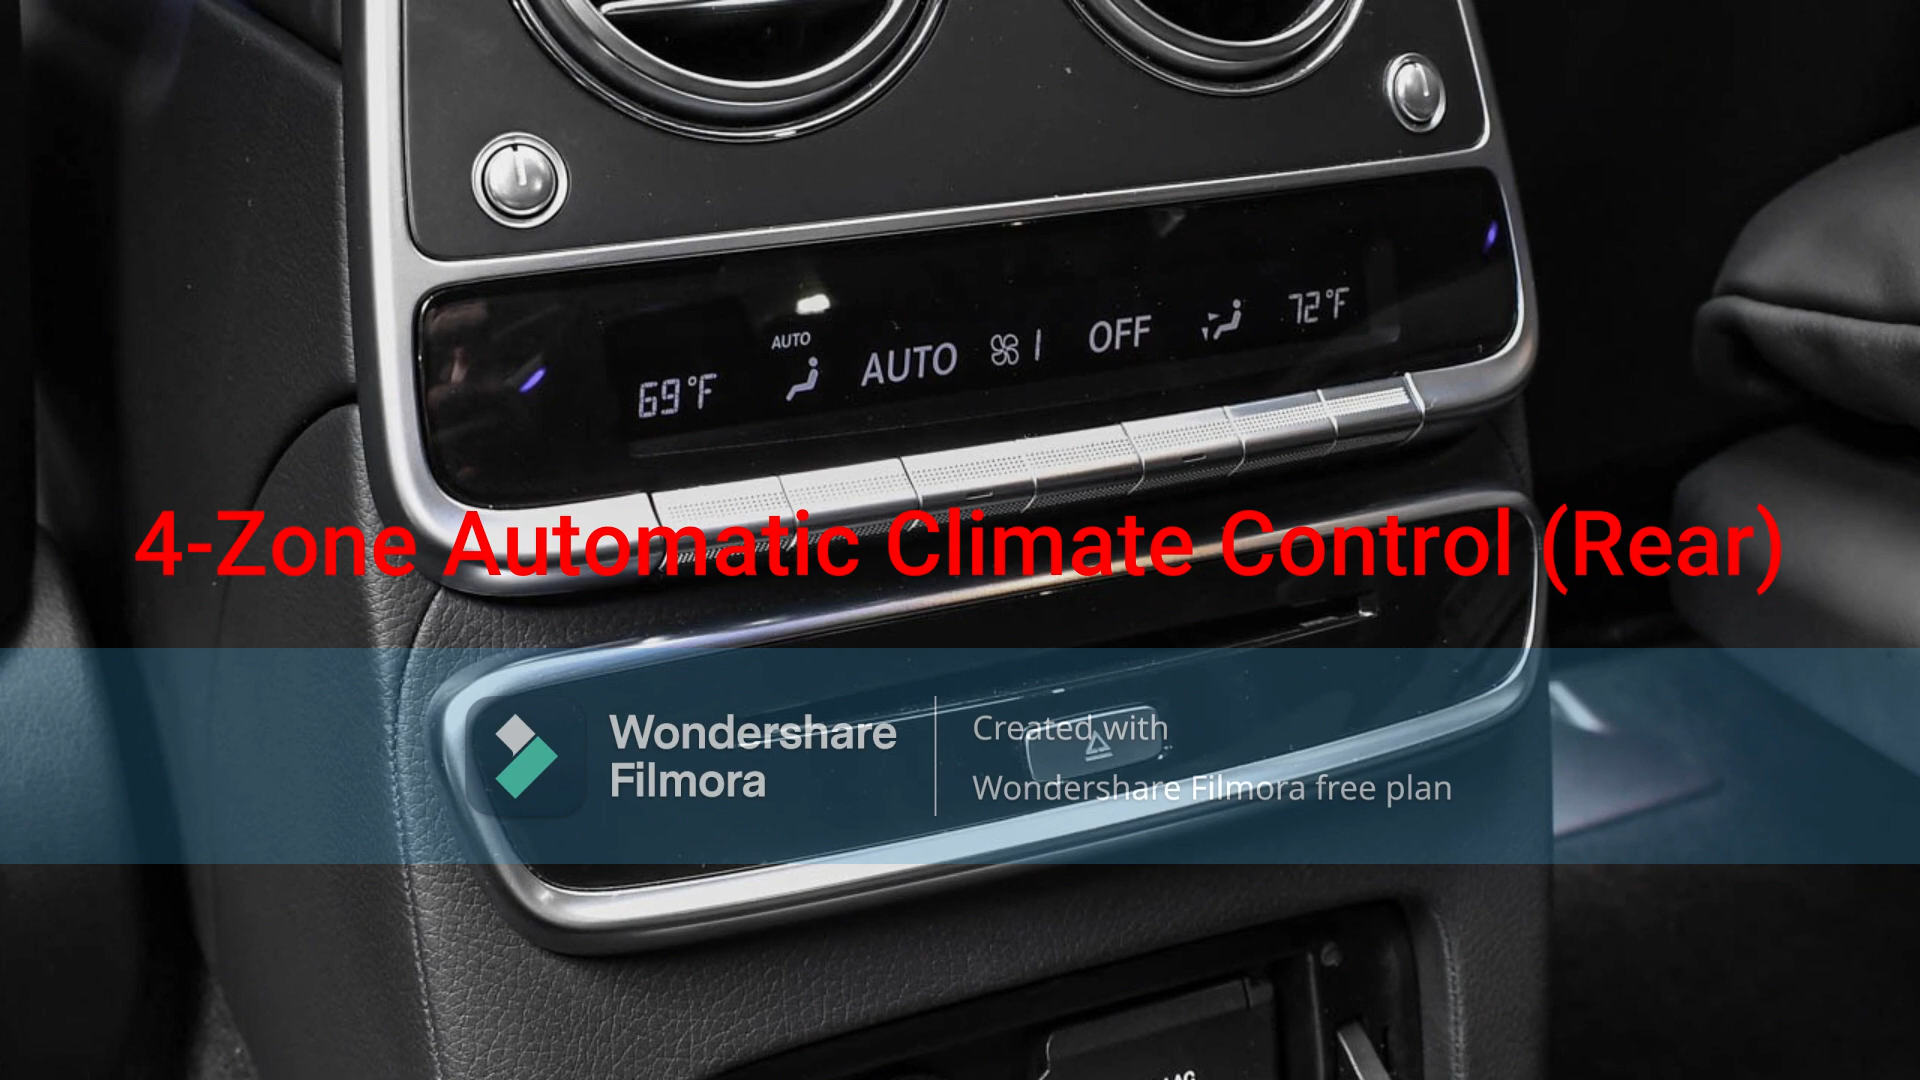 AUTO
69°F AUTO 1 OFF 72°F
4-Zone Automatic Climate Control (Rear)
Wondershare
Filmora
Created with
Wondershare Filmora free plan